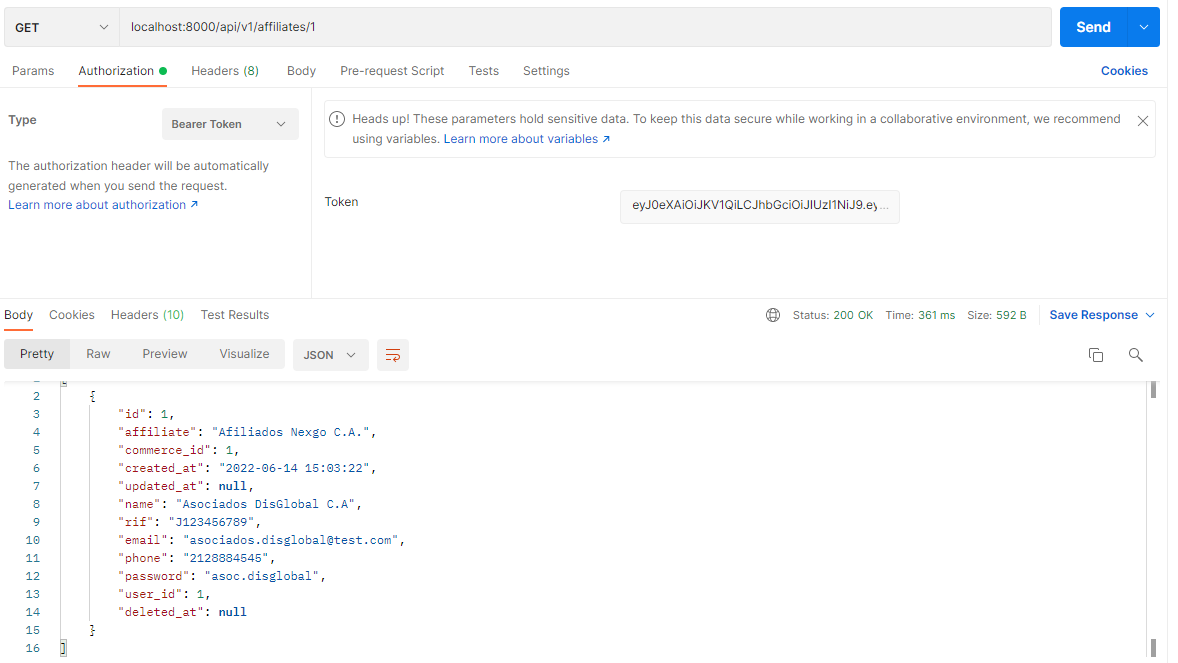 GET localhost:8000/api/v1/affiliates/1 Send
Params Authorization Headers (8) Body Pre-request Script Tests Settings Cookies
Type Bearer Token
The authorization header will be automatically
generated when you send the request.
Learn more about authorization ↗
Heads up! These parameters hold sensitive data. To keep this data secure while working in a collaborative environment, we recommend
using variables. Learn more about variables ↗
Token eyJ0eXAiOiJKV1QiLCJhbGciOiJIUzI1NiJ9.ey...
Body Cookies Headers (10) Test Results Status: 200 OK Time: 361 ms Size: 592 B Save Response
Pretty Raw Preview Visualize JSON
2 {
3 "id": 1,
4 "affiliate": "Afiliados Nexgo C.A.",
5 "commerce_id": 1,
6 "created_at": "2022-06-14 15:03:22",
7 "updated_at": null,
8 "name": "Asociados DisGlobal C.A",
9 "rif": "J123456789",
10 "email": "asociados.disglobal@test.com",
11 "phone": "2128884545",
12 "password": "asoc.disglobal",
13 "user_id": 1,
14 "deleted_at": null
15 }
16 ]